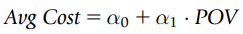 Avg Cost = α₀ + α₁ · POV